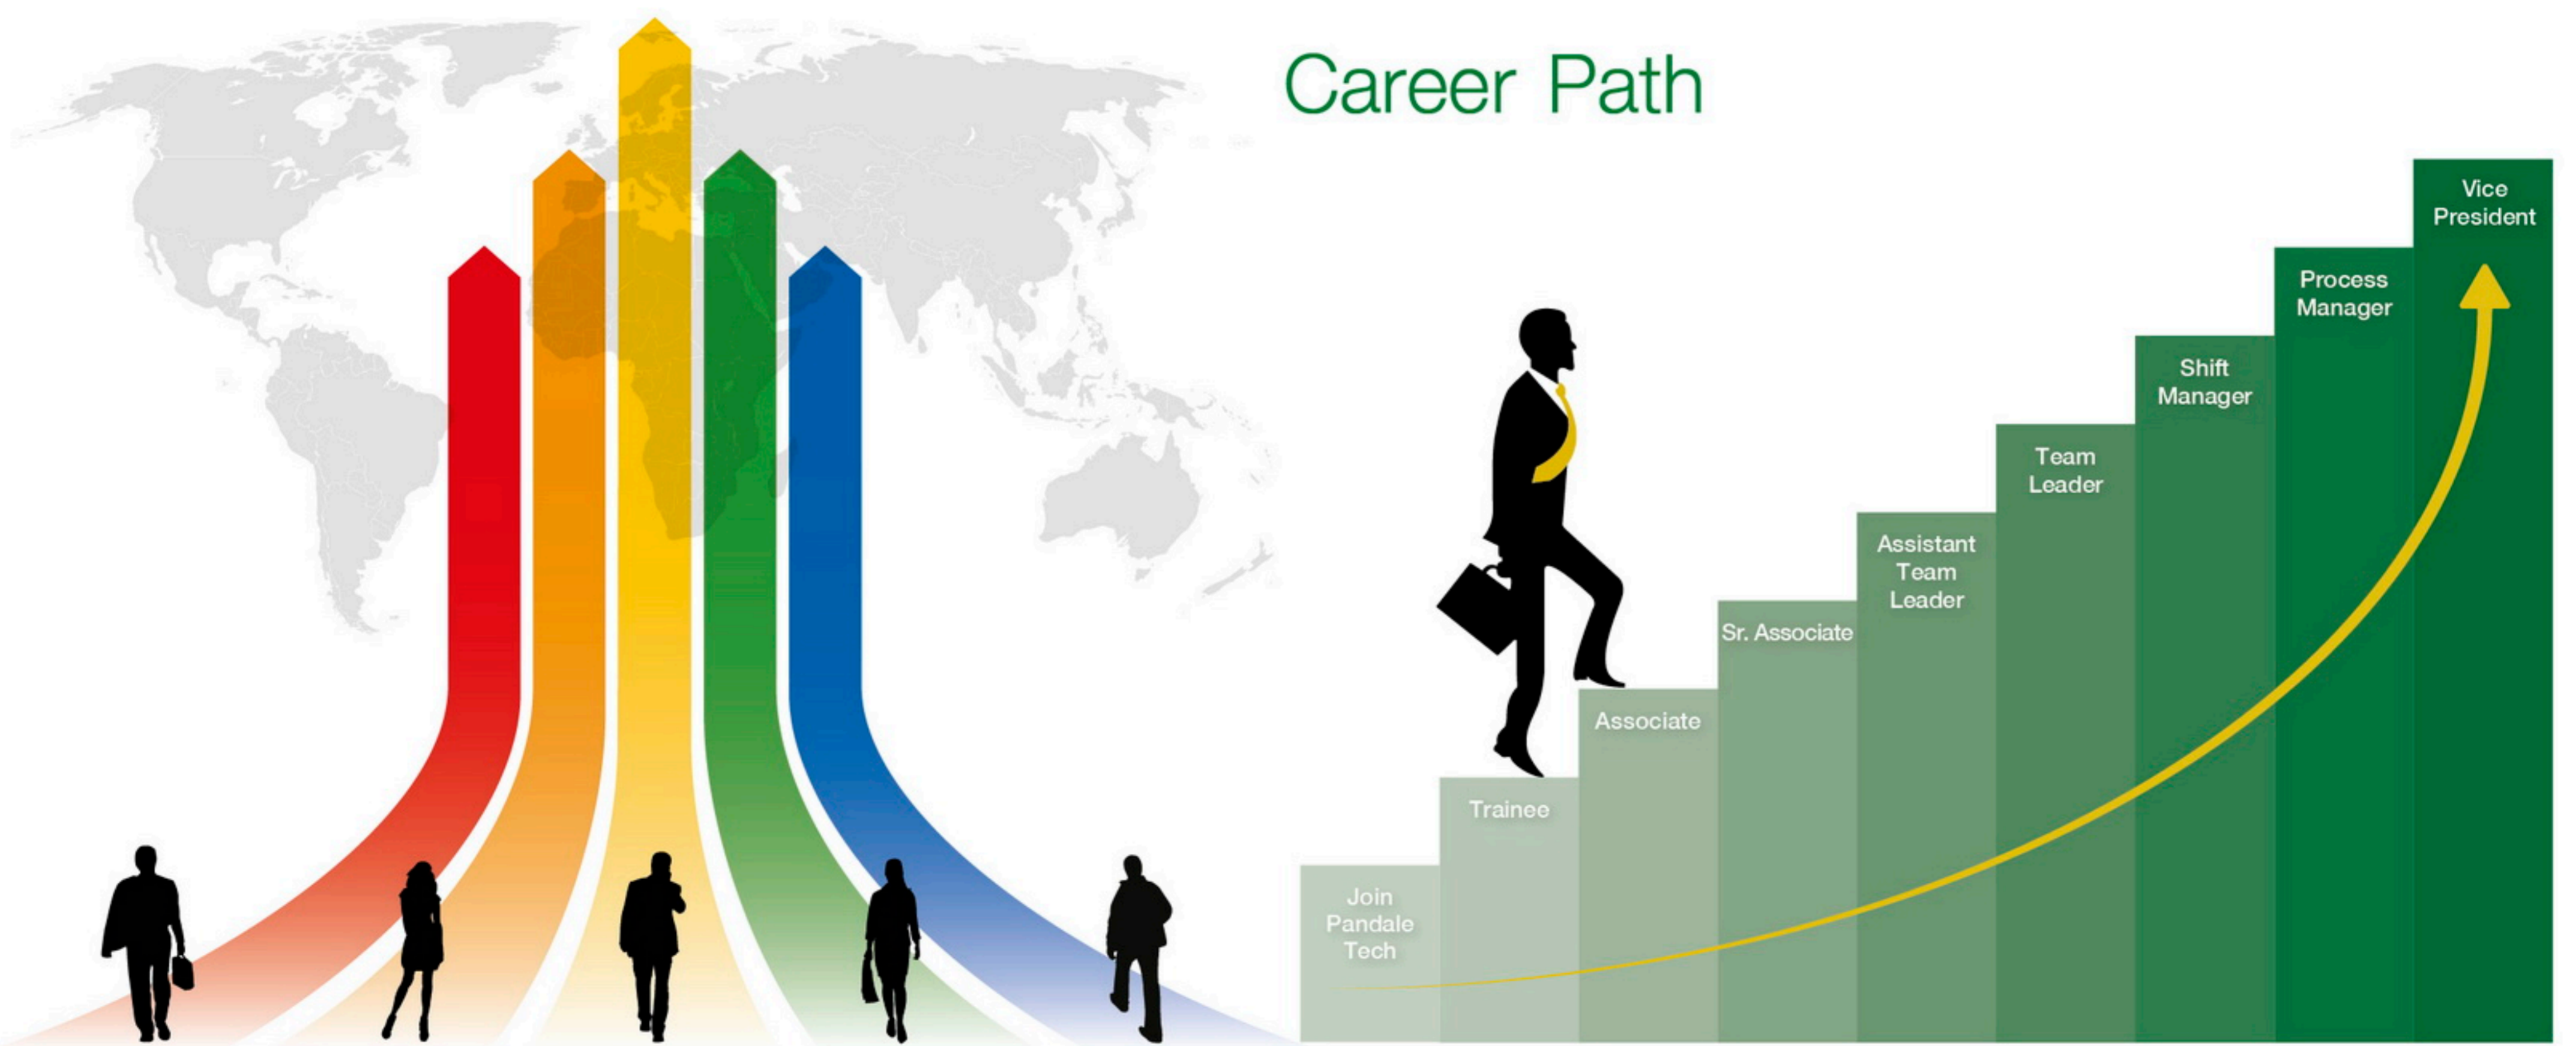 Career Path
Join
Pandale
Tech
Trainee
Associate
Sr. Associate
Assistant
Team
Leader
Team
Leader
Shift
Manager
Process
Manager
Vice
President